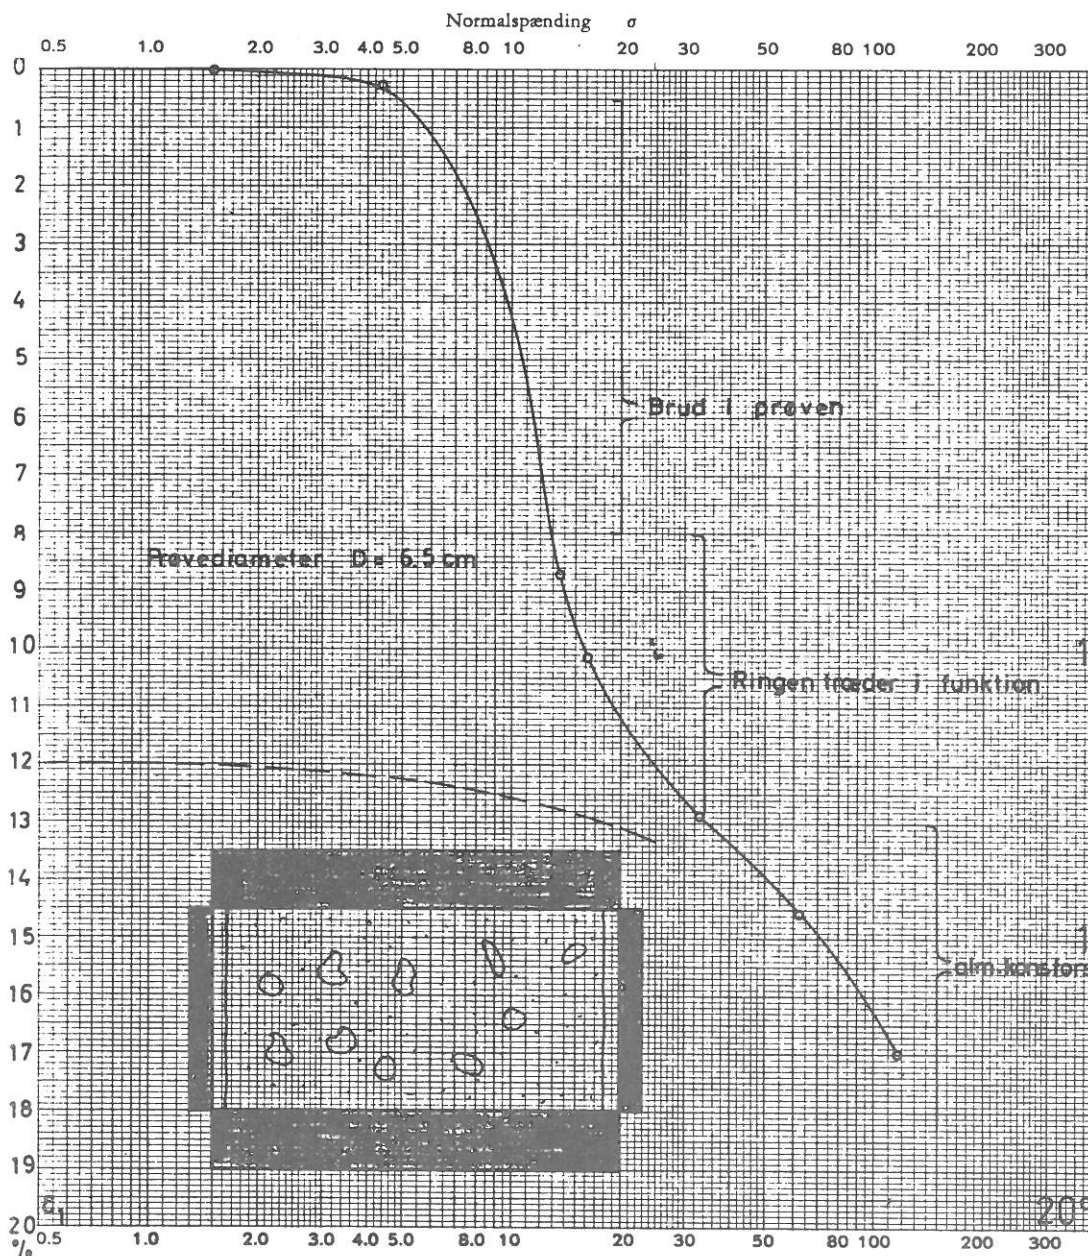 Normalspænding σ
0.5 1.0 2.0 3.0 4.0 5.0 8.0 10 20 30 50 80 100 200 300
0
1
2
3
4
5
6
Brud i prøven
7
8
Prøvediameter D = 6.5 cm
9
10
Ringen træder i funktion
11
12
13
14
15
alm. konsform
16
17
18
19
ε₁
20
%
0.5 1.0 2.0 3.0 4.0 5.0 8.0 10 20 30 50 80 100 200 300